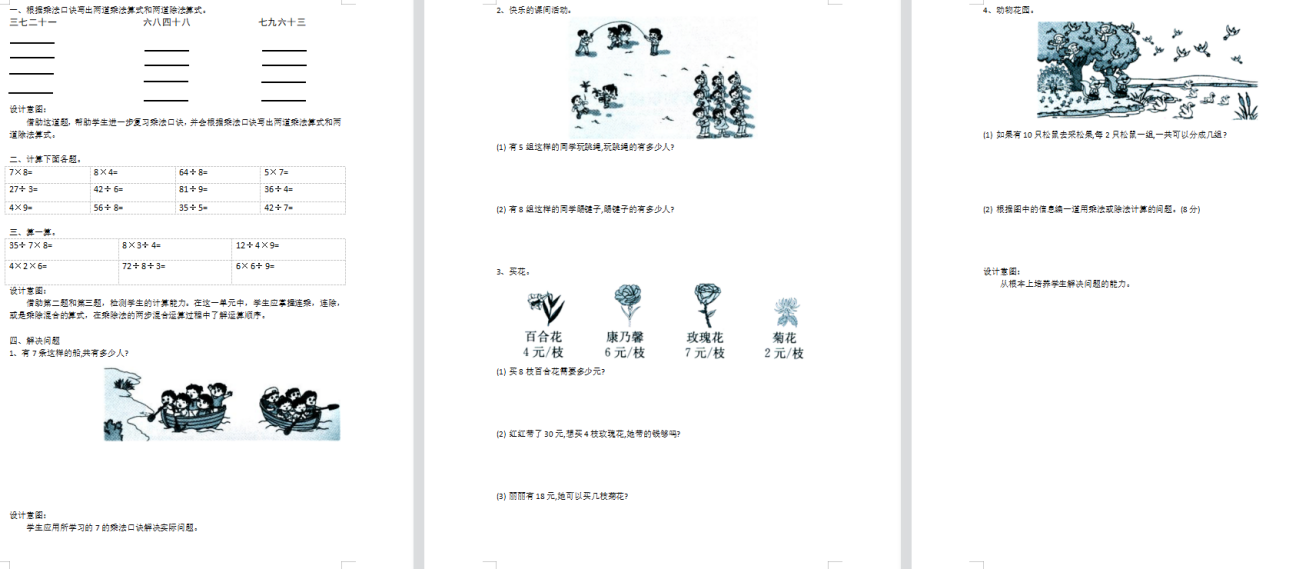 一、根据乘法口诀写出两道乘法算式和两道除法算式。
三七二十一 六八四十八 七九六十三
设计意图:
借助这道题,帮助学生进一步复习乘法口诀,并会根据乘法口诀写出两道乘法算式和两
道除法算式。
二、计算下面各题。
7×8= 8×4= 64÷8= 5×7=
27÷3= 42÷6= 81÷9= 36÷4=
4×9= 56÷8= 35÷5= 42÷7=
三、算一算。
35÷7×8= 8×3÷4= 12÷4×9=
4×2×6= 72÷8÷3= 6×6÷9=
设计意图:
借助第二题和第三题,检测学生的计算能力。在这一单元中,学生应掌握连乘,连除,
或是乘除混合的算式,在乘除法的两步混合运算过程中了解运算顺序。
四、解决问题
1、有7条这样的船,共有多少人?
设计意图:
学生应用所学习的7的乘法口诀解决实际问题。
2、快乐的课间活动。
(1) 有5组这样的同学玩跳绳,玩跳绳的有多少人?
(2) 有8组这样的同学踢毽子,踢毽子的有多少人?
3、买花。
百合花 康乃馨 玫瑰花 菊花
4元/枝 6元/枝 7元/枝 2元/枝
(1) 买8枝百合花需要多少元?
(2) 红红带了30元,想买4枝玫瑰花,她带的钱够吗?
(3) 丽丽有18元,她可以买几枝菊花?
4、动物花园。
(1) 如果有10只松鼠去采松果,每2只松鼠一组,一共可以分成几组?
(2) 根据图中的信息编一道用乘法或除法计算的问题。(8分)
设计意图:
从根本上培养学生解决问题的能力。